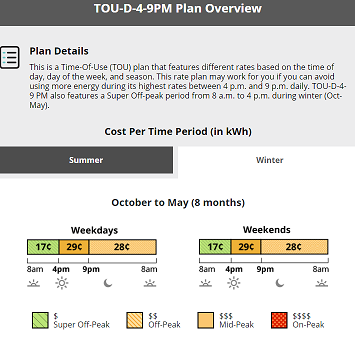 TOU-D-4-9PM Plan Overview
Plan Details
This is a Time-Of-Use (TOU) plan that features different rates based on the time of
day, day of the week, and season. This rate plan may work for you if you can avoid
using more energy during its highest rates between 4 p.m. and 9 p.m. daily. TOU-D-4-
9 PM also features a Super Off-peak period from 8 a.m. to 4 p.m. during winter (Oct-
May).
Cost Per Time Period (in kWh)
Summer Winter
October to May (8 months)
Weekdays Weekends
17¢ 29¢ 28¢ 17¢ 29¢ 28¢
8am 4pm 9pm 8am 8am 4pm 9pm 8am
$ $$ $$$ $$$$
Super Off-Peak Off-Peak Mid-Peak On-Peak